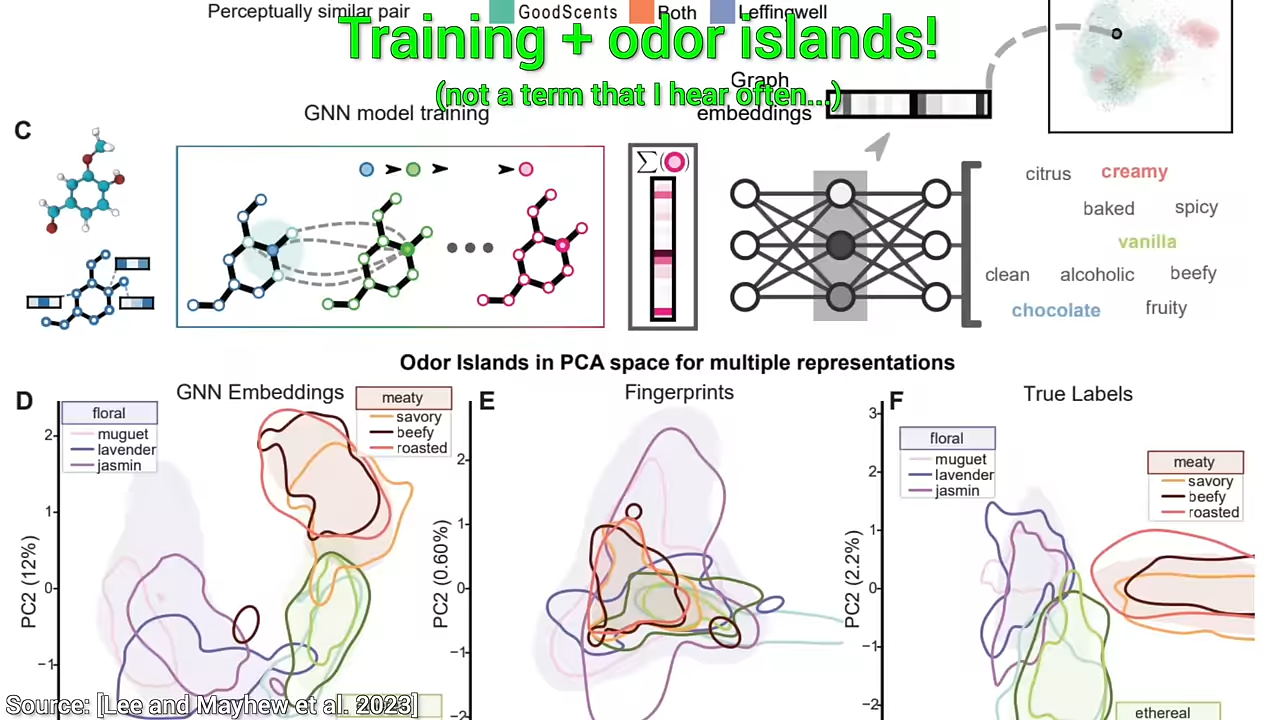 Perceptually similar pair
GoodScents
Both
Leffingwell
Training + odor islands!
(not a term that I hear often...)
Graph
embeddings
GNN model training
C
∑( )
citrus creamy
baked spicy
vanilla
clean alcoholic beefy
chocolate fruity
Odor Islands in PCA space for multiple representations
D
GNN Embeddings
floral
muguet
lavender
jasmin
meaty
savory
beefy
roasted
PC2 (12%)
2
1
0
−1
E
Fingerprints
PC2 (0.60%)
2
1
0
−1
−2
F
True Labels
floral
muguet
lavender
jasmin
meaty
savory
beefy
roasted
PC2 (2.2%)
3
2
1
0
−1
−2
ethereal
Source: [Lee and Mayhew et al. 2023]